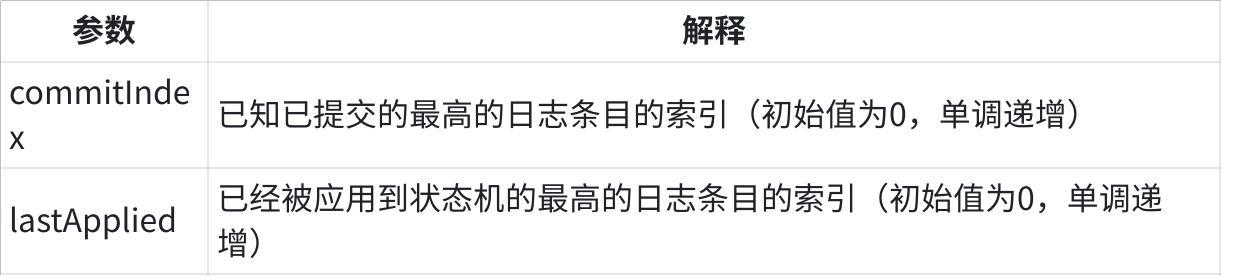 参数
解释
commitInde
x
已知已提交的最高的日志条目的索引（初始值为0，单调递增）
lastApplied
已经被应用到状态机的最高的日志条目的索引（初始值为0，单调递
增）